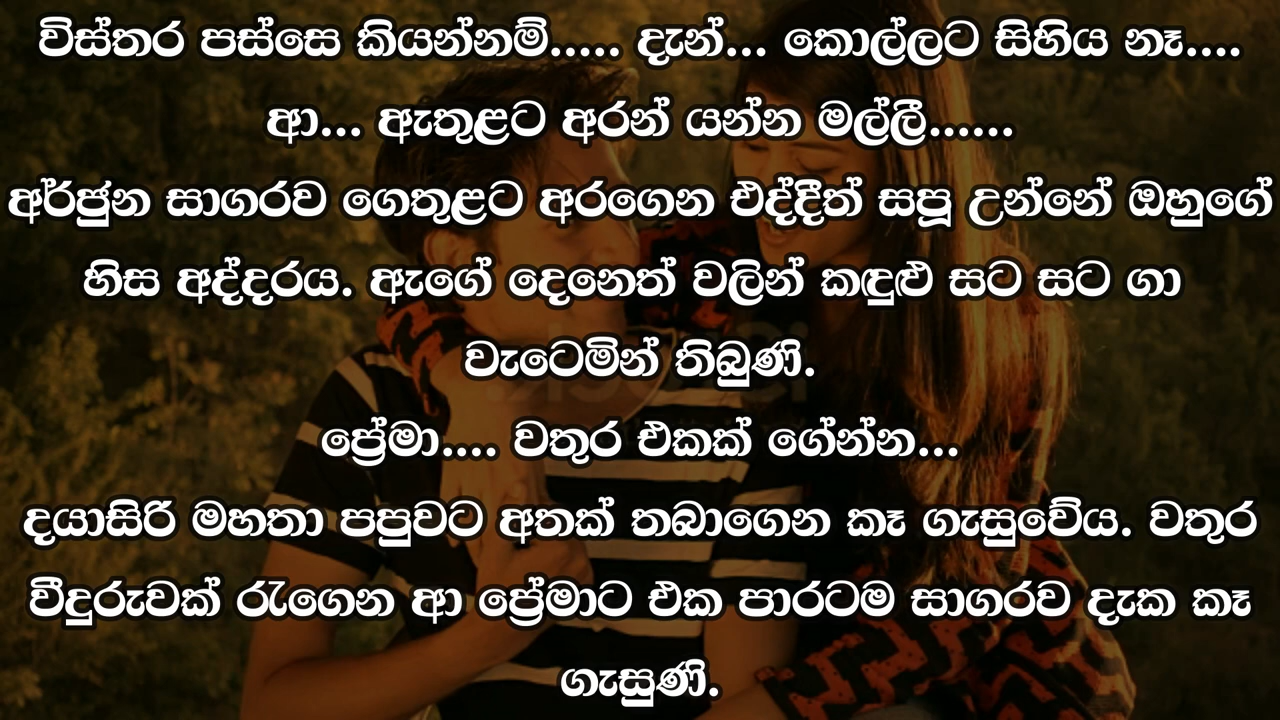 විස්තර පස්සෙ කියන්නම්..... දැන්... කොල්ලට සිහිය නෑ....
ආ... ඇතුළට අරන් යන්න මල්ලී......
අර්ජුන සාගරව ගෙතුළට අරගෙන එද්දීත් සපූ උන්නේ ඔහුගේ
හිස අද්දරය. ඇගේ දෙනෙත් වලින් කඳුළු සට සට ගා
වැටෙමින් තිබුණි.
ප්‍රේමා.... වතුර එකක් ගේන්න...
දයාසිරි මහතා පපුවට අතක් තබාගෙන කෑ ගැසුවේය. වතුර
වීදුරුවක් රැගෙන ආ ප්‍රේමාට එක පාරටම සාගරව දැක කෑ
ගැසුණි.